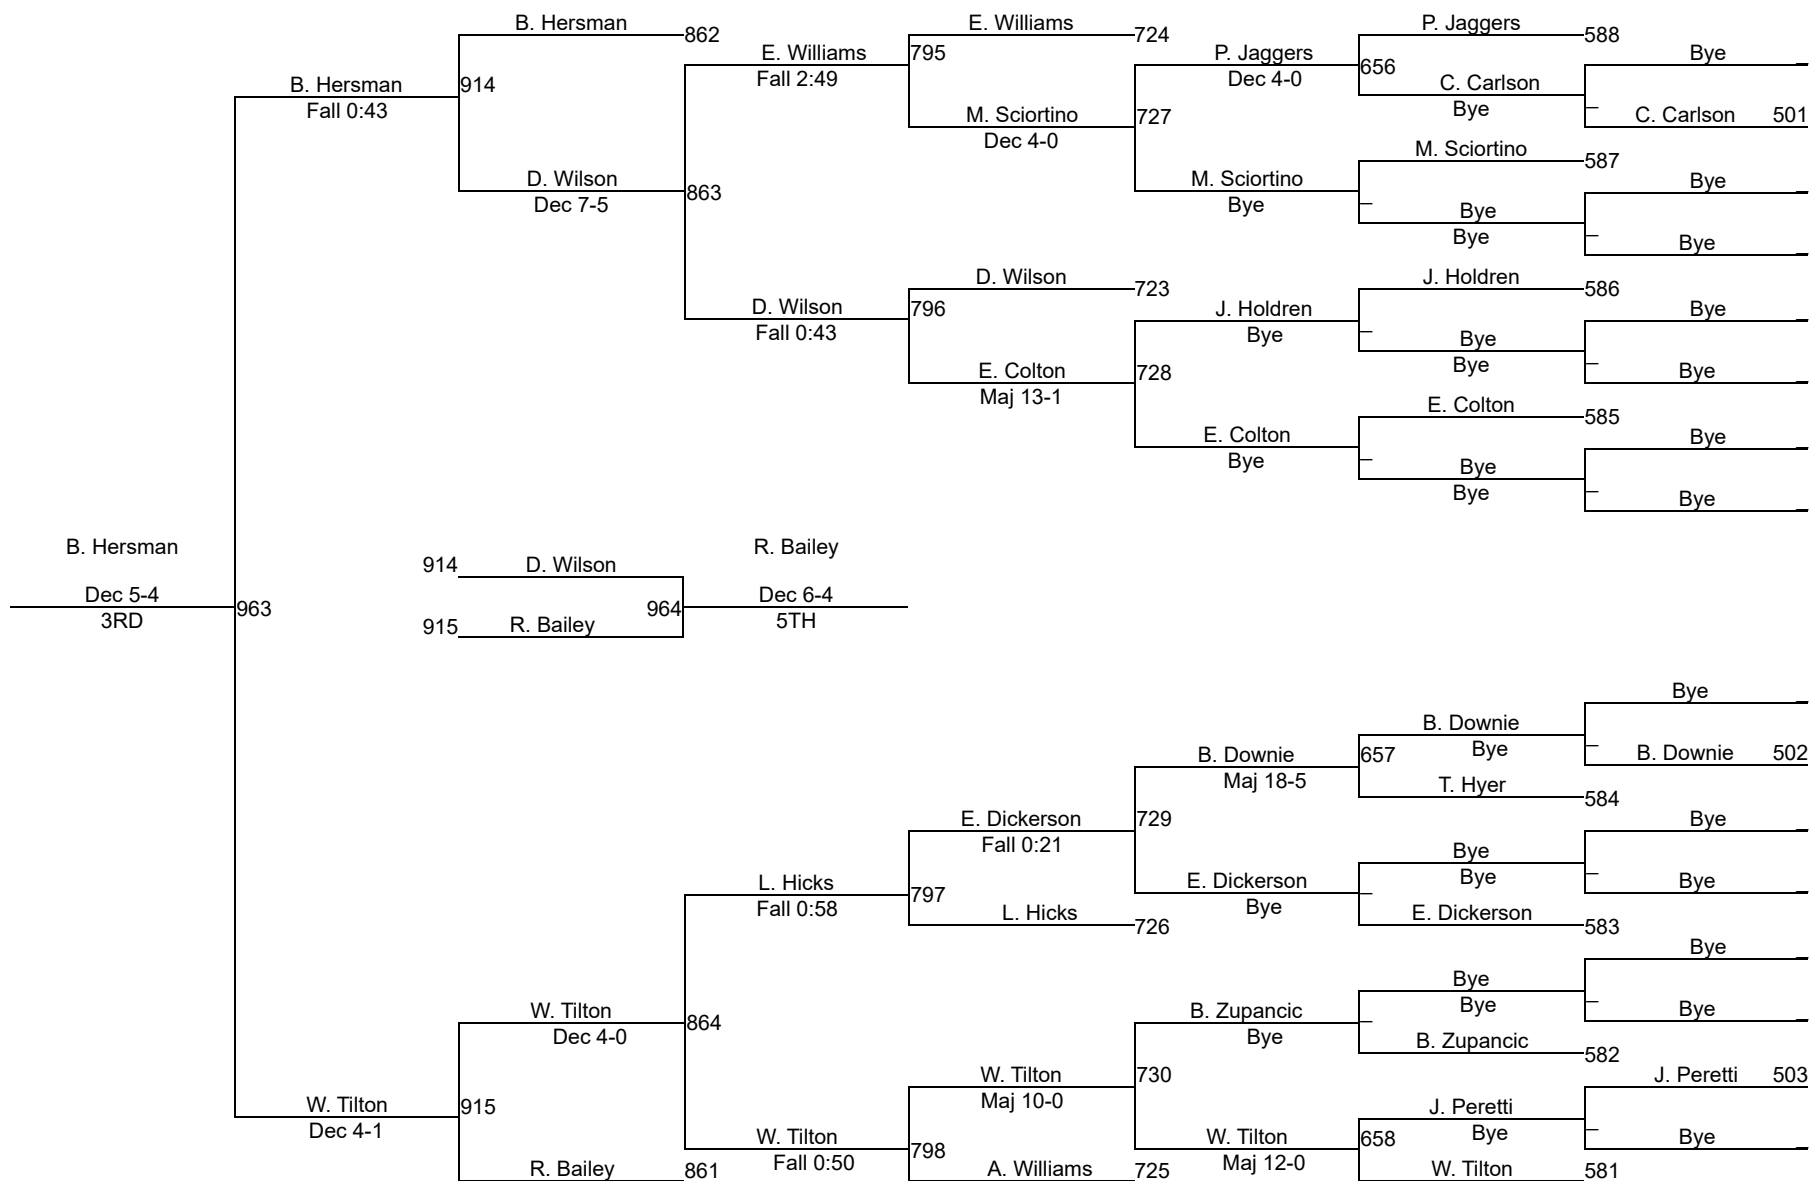 B. Hersman
862
E. Williams
724
P. Jaggers
588
E. Williams
795
P. Jaggers
Bye
Fall 2:49
Dec 4-0
656
B. Hersman
914
C. Carlson
Fall 0:43
Bye
M. Sciortino
727
C. Carlson 501
Dec 4-0
M. Sciortino
587
D. Wilson
M. Sciortino
Bye
Dec 7-5
863
Bye
Bye
Bye
Bye
D. Wilson
723
J. Holdren
586
D. Wilson
796
J. Holdren
Bye
Fall 0:43
Bye
Bye
Bye
E. Colton
728
Bye
Maj 13-1
E. Colton
585
E. Colton
Bye
Bye
Bye
Bye
Bye
B. Hersman
R. Bailey
914 D. Wilson
Dec 5-4
963
964
Dec 6-4
3RD
5TH
915 R. Bailey
Bye
B. Downie
B. Downie
657
Bye
B. Downie 502
Maj 18-5
T. Hyer
584
E. Dickerson
729
Bye
Fall 0:21
Bye
Bye
L. Hicks
797
E. Dickerson
Bye
Fall 0:58
Bye
L. Hicks
726
E. Dickerson
583
Bye
Bye
W. Tilton
864
B. Zupancic
Bye
Bye
Dec 4-0
Bye
B. Zupancic
582
W. Tilton
730
J. Peretti 503
Maj 10-0
W. Tilton
915
J. Peretti
Dec 4-1
Bye
W. Tilton
798
W. Tilton
658
Bye
Fall 0:50
Maj 12-0
R. Bailey
861
A. Williams
725
W. Tilton
581